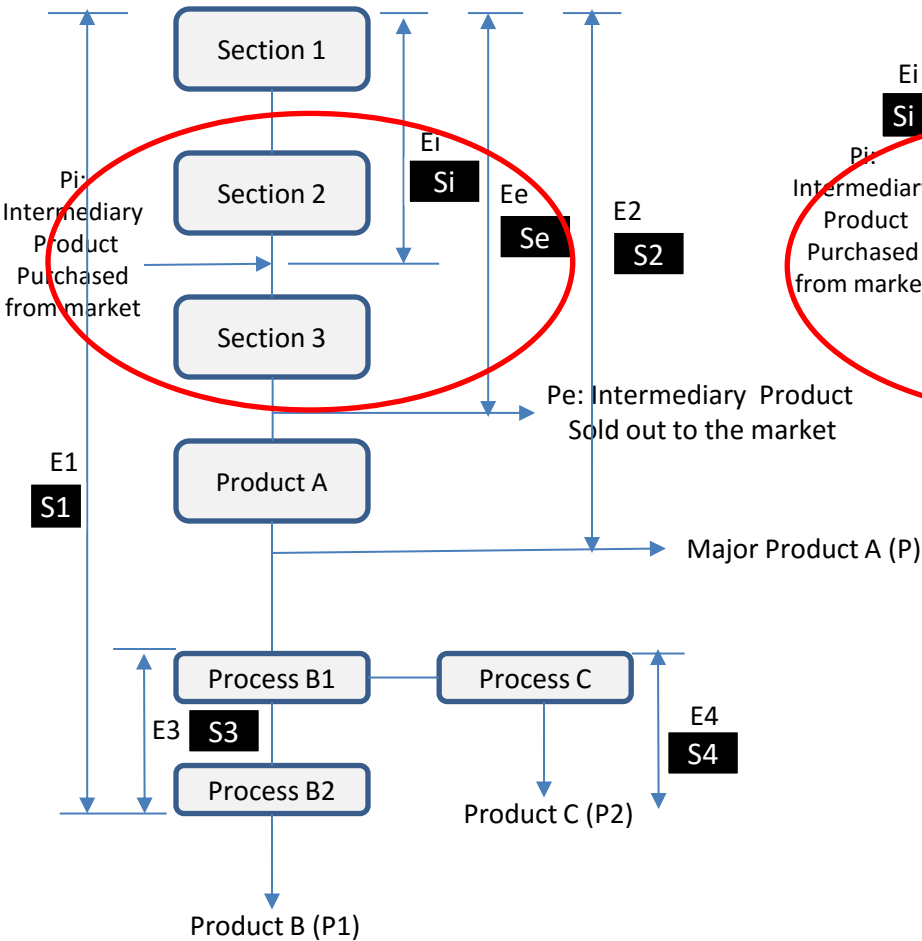 Section 1
Ei
Si
Pi:
Intermediary
Product
Purchased
from market
Section 2
Ei
Si
Ee
Se
E2
S2
Pi:
Intermediary
Product
Purchased
from market
Section 3
Pe: Intermediary Product
Sold out to the market
E1
S1
Product A
Major Product A (P)
Process B1
Process C
E3
S3
E4
S4
Process B2
Product C (P2)
Product B (P1)